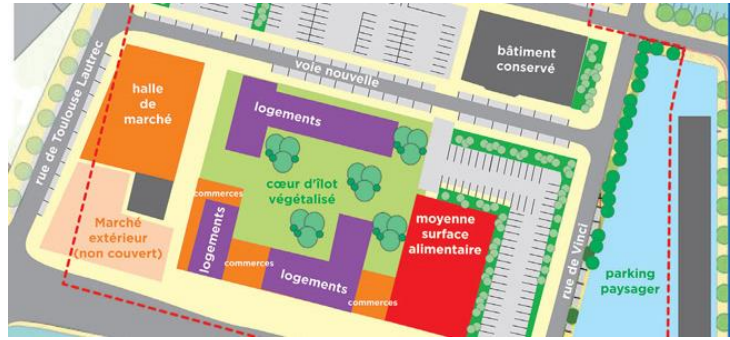 bâtiment
conservé
voie nouvelle
rue de Toulouse Lautrec
halle
de
marché
logements
cœur d'îlot
végétalisé
commerces
Marché
extérieur
(non couvert)
logements
commerces
logements
commerces
moyenne
surface
alimentaire
rue de Vinci
parking
paysager